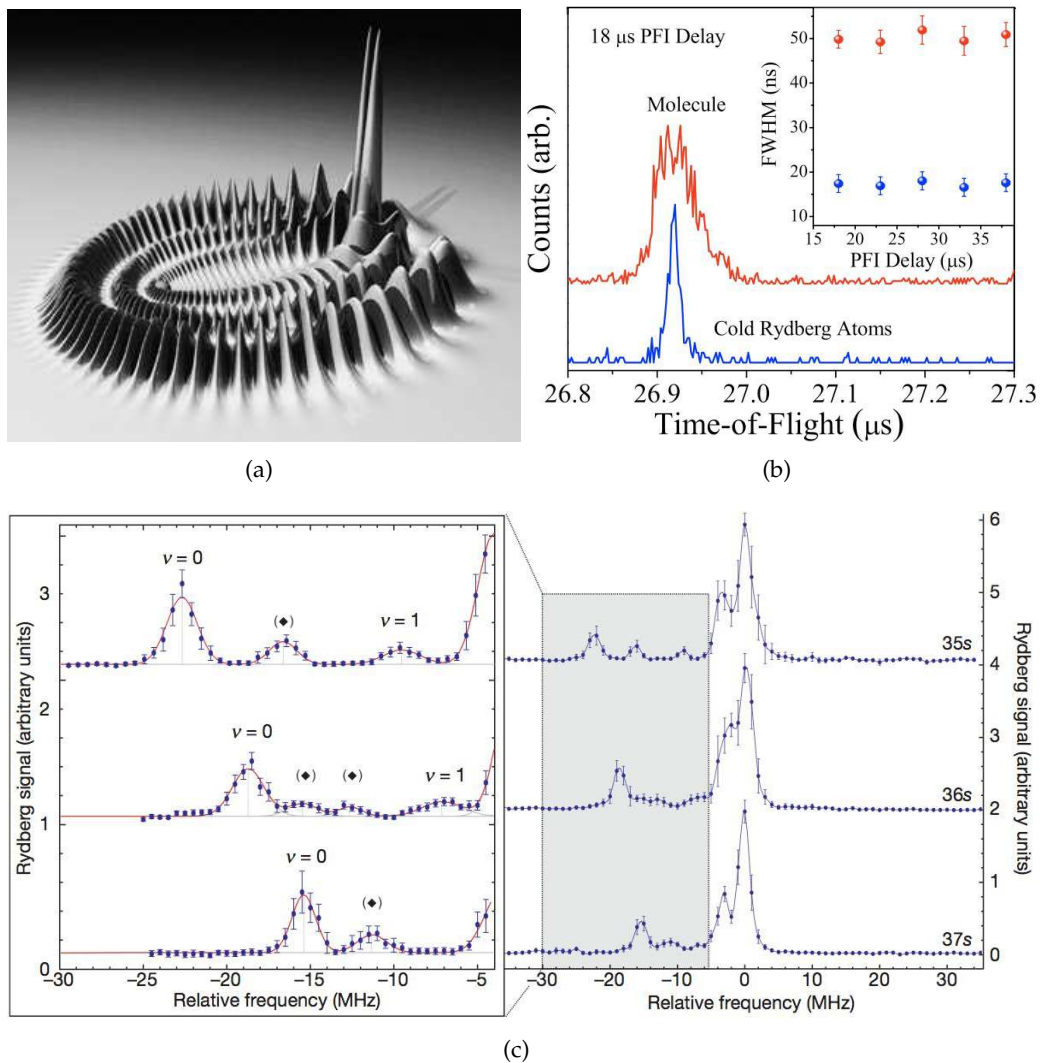 18 μs PFI Delay
Molecule
Cold Rydberg Atoms
Counts (arb.)
26.8 26.9 27.0 27.1 27.2 27.3
Time-of-Flight (μs)
FWHM (ns)
50
40
30
20
10
15 20 25 30 35
PFI Delay (μs)
(a)
(b)
Rydberg signal (arbitrary units)
3
2
1
0
v = 0
(◆)
v = 1
v = 0
(◆)
(◆)
v = 1
v = 0
(◆)
−30 −25 −20 −15 −10 −5
Relative frequency (MHz)
35s
36s
37s
6
5
4
3
2
1
0
Rydberg signal (arbitrary units)
−30 −20 −10 0 10 20 30
Relative frequency (MHz)
(c)